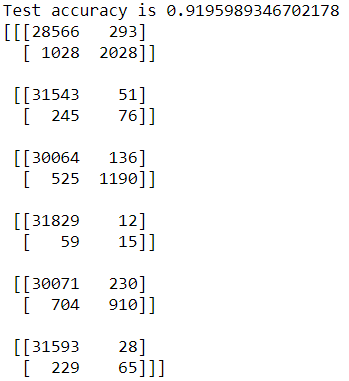 Test accuracy is 0.9195989346702178
[[[28566 293]
[ 1028 2028]]
[[31543 51]
[ 245 76]]
[[30064 136]
[ 525 1190]]
[[31829 12]
[ 59 15]]
[[30071 230]
[ 704 910]]
[[31593 28]
[ 229 65]]]